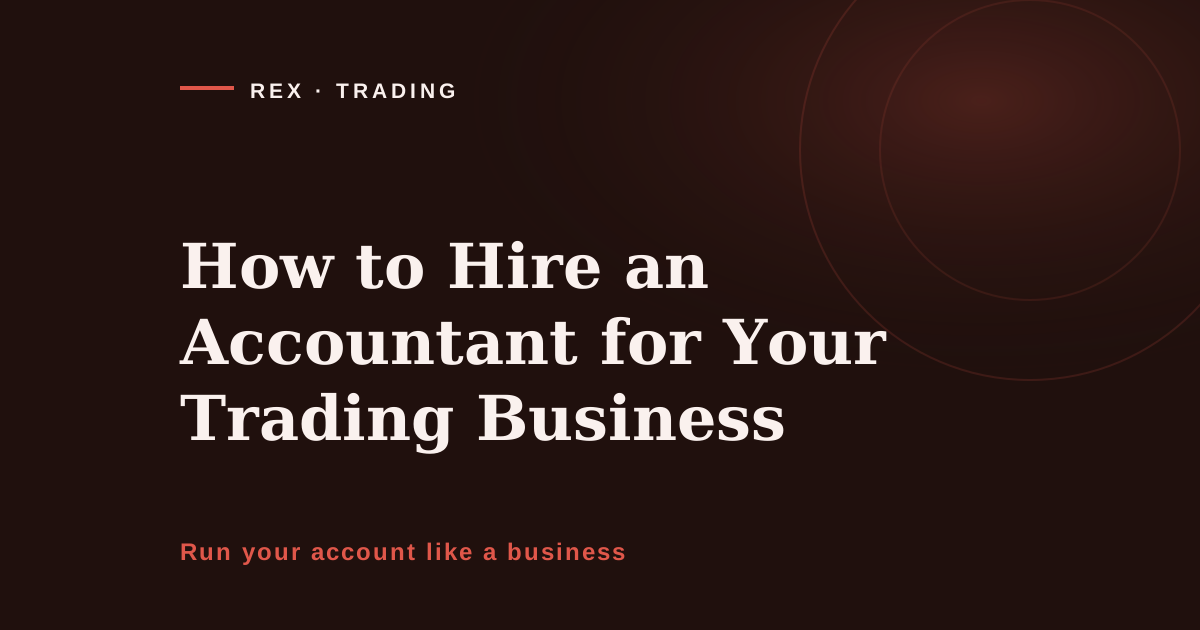 REX · TRADING
How to Hire an
Accountant for Your
Trading Business
Run your account like a business